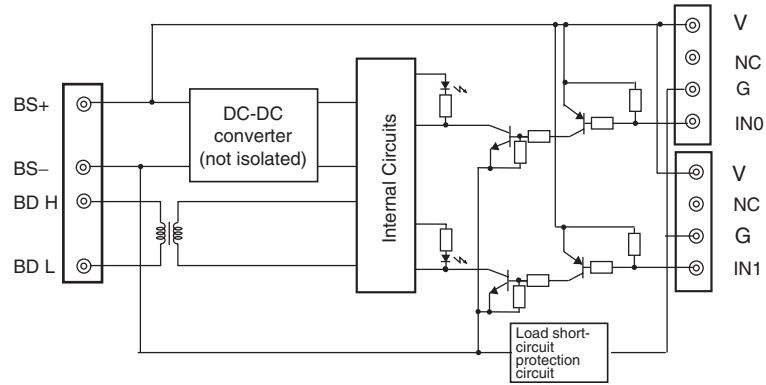 BS+
BS–
BD H
BD L
DC-DC
converter
(not isolated)
Internal Circuits
V
NC
G
IN0
V
NC
G
IN1
Load short-
circuit
protection
circuit